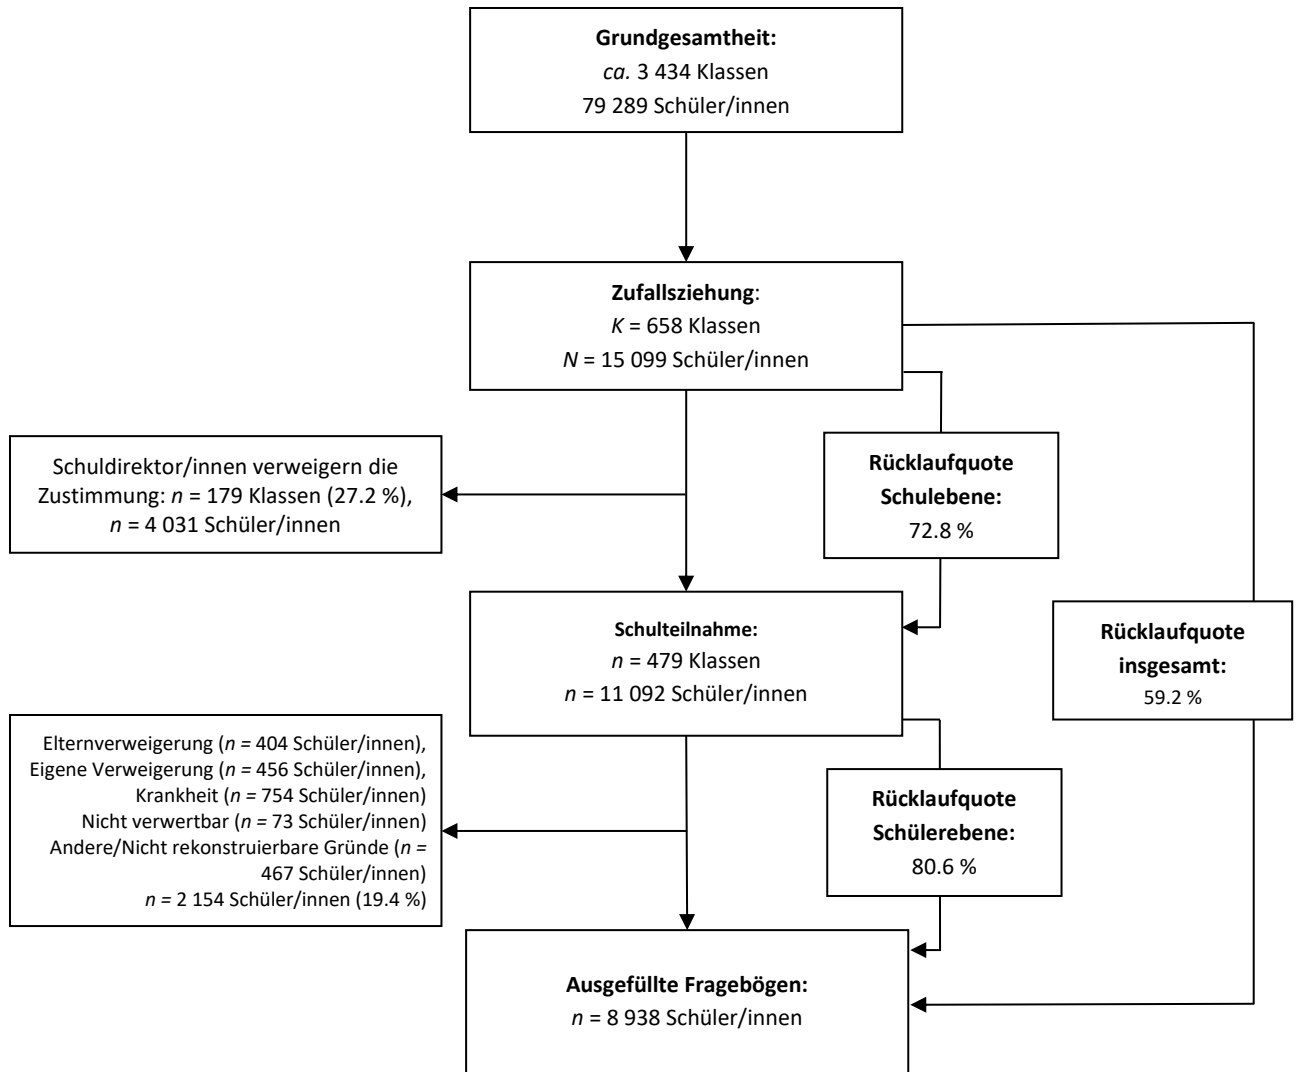 Grundgesamtheit:
ca. 3 434 Klassen
79 289 Schüler/innen
Zufallsziehung:
K = 658 Klassen
N = 15 099 Schüler/innen
Schuldirektor/innen verweigern die
Zustimmung: n = 179 Klassen (27.2 %),
n = 4 031 Schüler/innen
Rücklaufquote
Schulebene:
72.8 %
Schulteilnahme:
n = 479 Klassen
n = 11 092 Schüler/innen
Rücklaufquote
insgesamt:
59.2 %
Elternverweigerung (n = 404 Schüler/innen),
Eigene Verweigerung (n = 456 Schüler/innen),
Krankheit (n = 754 Schüler/innen)
Nicht verwertbar (n = 73 Schüler/innen)
Andere/Nicht rekonstruierbare Gründe (n =
467 Schüler/innen)
n = 2 154 Schüler/innen (19.4 %)
Rücklaufquote
Schülerebene:
80.6 %
Ausgefüllte Fragebögen:
n = 8 938 Schüler/innen